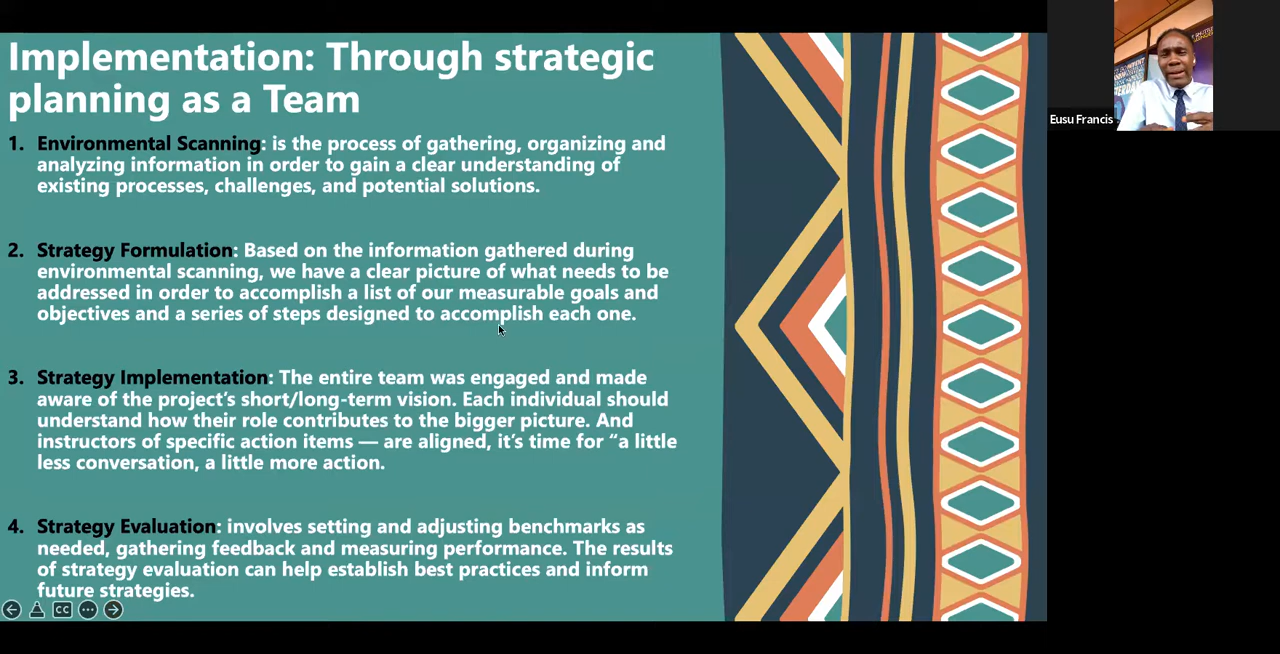 Implementation: Through strategic
planning as a Team
1. Environmental Scanning: is the process of gathering, organizing and
analyzing information in order to gain a clear understanding of
existing processes, challenges, and potential solutions.
2. Strategy Formulation: Based on the information gathered during
environmental scanning, we have a clear picture of what needs to be
addressed in order to accomplish a list of our measurable goals and
objectives and a series of steps designed to accomplish each one.
3. Strategy Implementation: The entire team was engaged and made
aware of the project’s short/long-term vision. Each individual should
understand how their role contributes to the bigger picture. And
instructors of specific action items — are aligned, it’s time for “a little
less conversation, a little more action.
4. Strategy Evaluation: involves setting and adjusting benchmarks as
needed, gathering feedback and measuring performance. The results
of strategy evaluation can help establish best practices and inform
future strategies.
CC
Eusu Francis